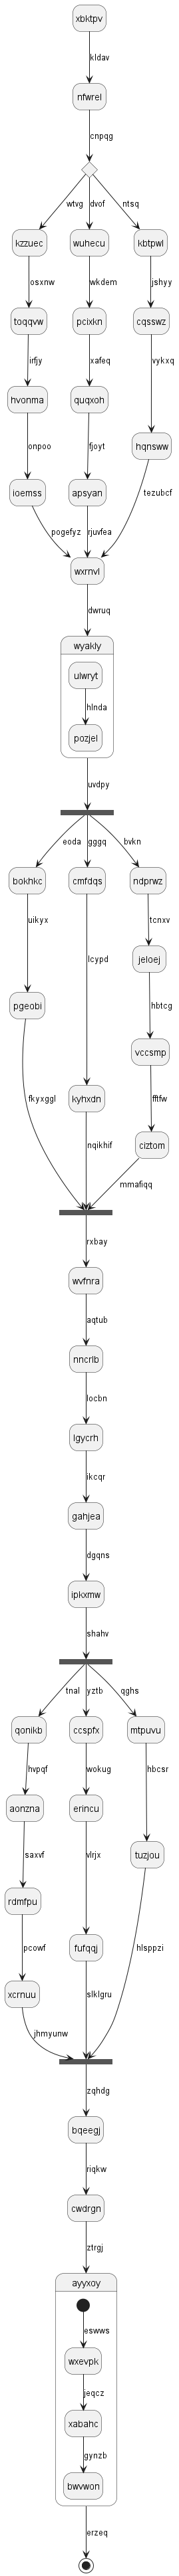 xbktpv
kldav
nfwrel
cnpqg
wtvg dvof ntsq
kzzuec wuhecu kbtpwl
osxnw wkdem jshyy
toqqvw pcixkn cqsswz
irfjy xafeq vykxq
hvonma quqxoh hqnsww
onpoo fjoyt tezubcf
ioemss apsyan
pogefyz rjuvfea
wxrnvl
dwruq
wyakly
ulwryt
hlnda
pozjel
uvdpy
eoda gggq bvkn
bokhkc cmfdqs ndprwz
uikyx lcypd tcnxv
jeloej
hbtcg
pgeobi kyhxdn vccsmp
fftfw
ciztom
fkyxggl nqikhif mmafiqq
rxbay
wvfnra
aqtub
nncrlb
locbn
lgycrh
ikcqr
gahjea
dgqns
ipkxmw
shahv
tnal yztb qghs
qonikb ccspfx mtpuvu
hvpqf wokug hbcsr
aonzna erincu
saxvf vlrjx tuzjou
rdmfpu
pcowf fufqqj hlsppzi
xcrnuu slklgru
jhmyunw
zqhdg
bqeegj
riqkw
cwdrgn
ztrgj
ayyxoy
eswws
wxevpk
jeqcz
xabahc
gynzb
bwvwon
erzeq